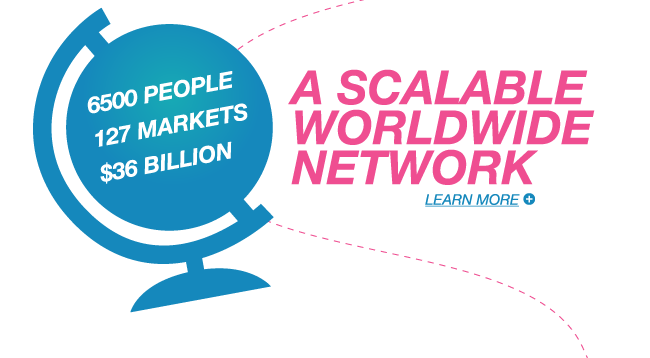 6500 PEOPLE
127 MARKETS
$36 BILLION
A SCALABLE
WORLDWIDE
NETWORK
LEARN MORE